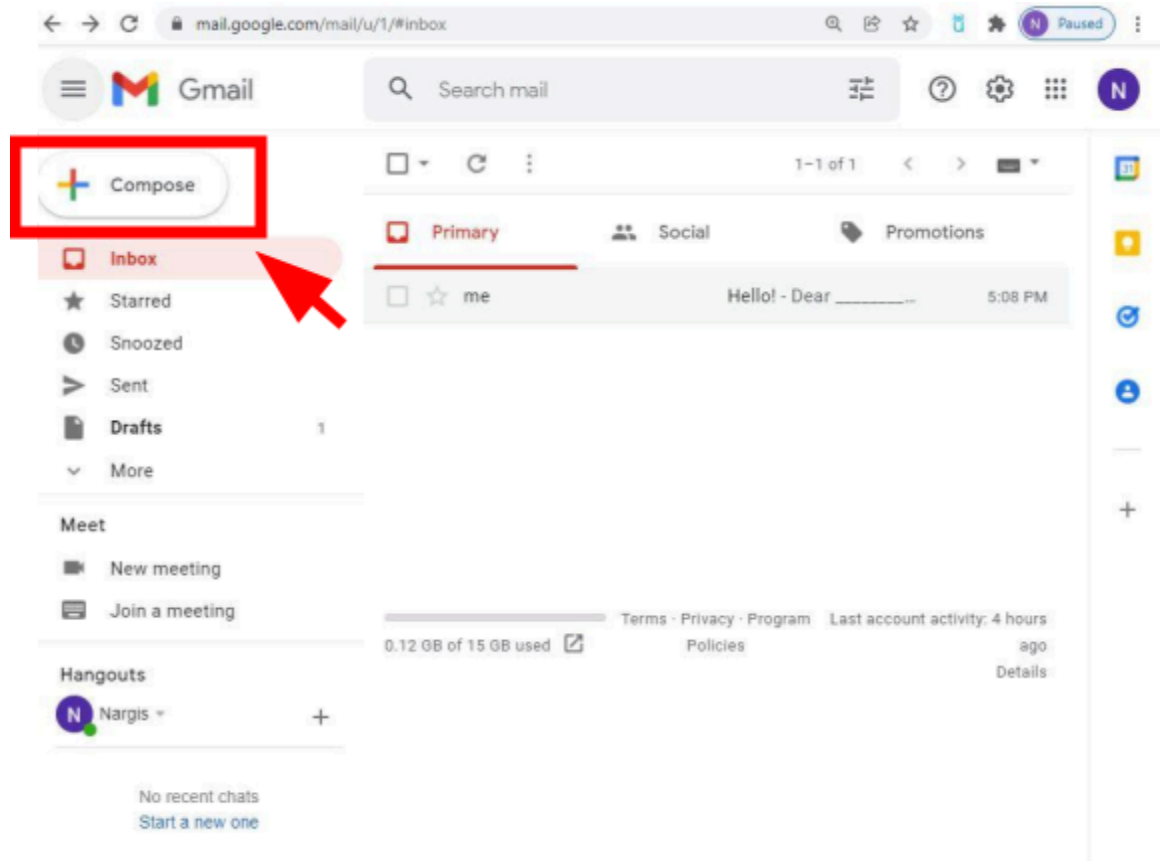 mail.google.com/mail/u/1/#inbox
N Paused
Gmail
Search mail
N
Compose
1–1 of 1
31
Primary
Social
Promotions
Inbox
me
Hello! - Dear ________..
5:08 PM
Starred
Snoozed
Sent
Drafts
1
More
Meet
New meeting
Join a meeting
0.12 GB of 15 GB used
Terms · Privacy · Program
Policies
Last account activity: 4 hours
ago
Details
Hangouts
N Nargis
No recent chats
Start a new one